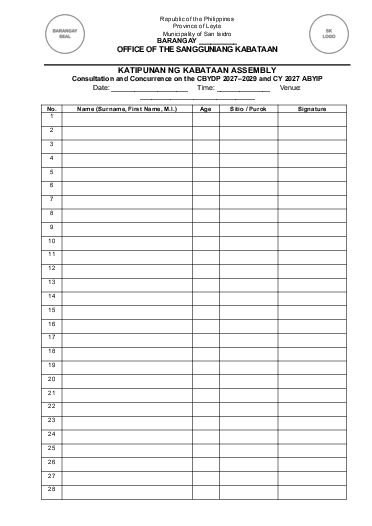 BARANGAY
SEAL
Republic of the Philippines
Province of Leyte
Municipality of San Isidro
BARANGAY __________
OFFICE OF THE SANGGUNIANG KABATAAN
SK
LOGO
KATIPUNAN NG KABATAAN ASSEMBLY
Consultation and Concurrence on the CBYDP 2027–2029 and CY 2027 ABYIP
Date: ____________________ Time: ______________ Venue:
______________________________
No. Name (Surname, First Name, M.I.) Age Sitio / Purok Signature
1
2
3
4
5
6
7
8
9
10
11
12
13
14
15
16
17
18
19
20
21
22
23
24
25
26
27
28